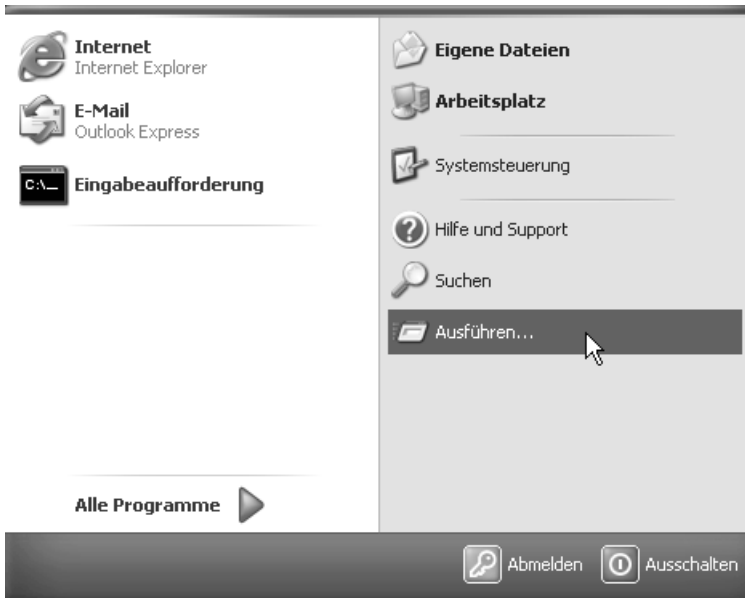 Internet
Internet Explorer
E-Mail
Outlook Express
C:\_
Eingabeaufforderung
Alle Programme
Eigene Dateien
Arbeitsplatz
Systemsteuerung
Hilfe und Support
Suchen
Ausführen...
Abmelden
Ausschalten